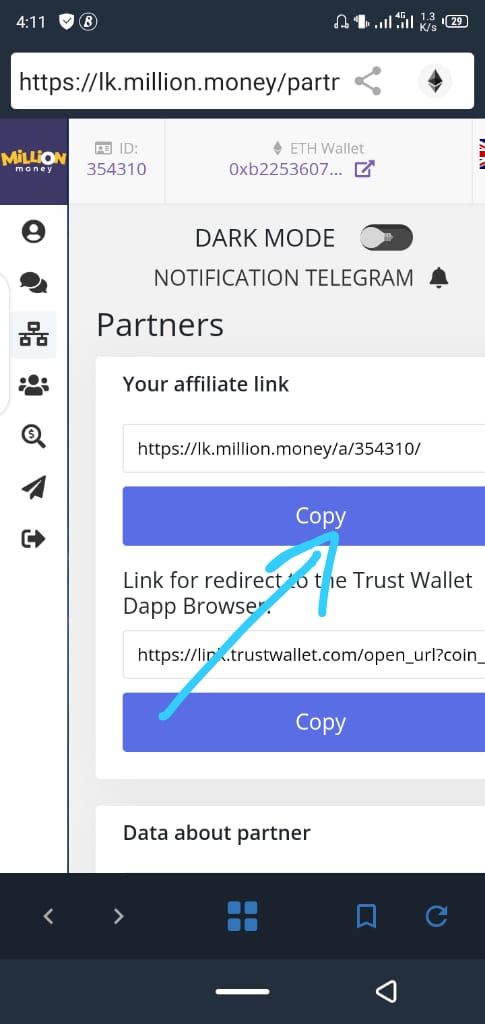 4:11
4G
1.3
K/s
29
https://lk.million.money/partr
MiLLiON
money
ID:
354310
ETH Wallet
0xb2253607...
DARK MODE
NOTIFICATION TELEGRAM
Partners
Your affiliate link
https://lk.million.money/a/354310/
Copy
Link for redirect to the Trust Wallet
Dapp Browser:
https://link.trustwallet.com/open_url?coin_
Copy
Data about partner